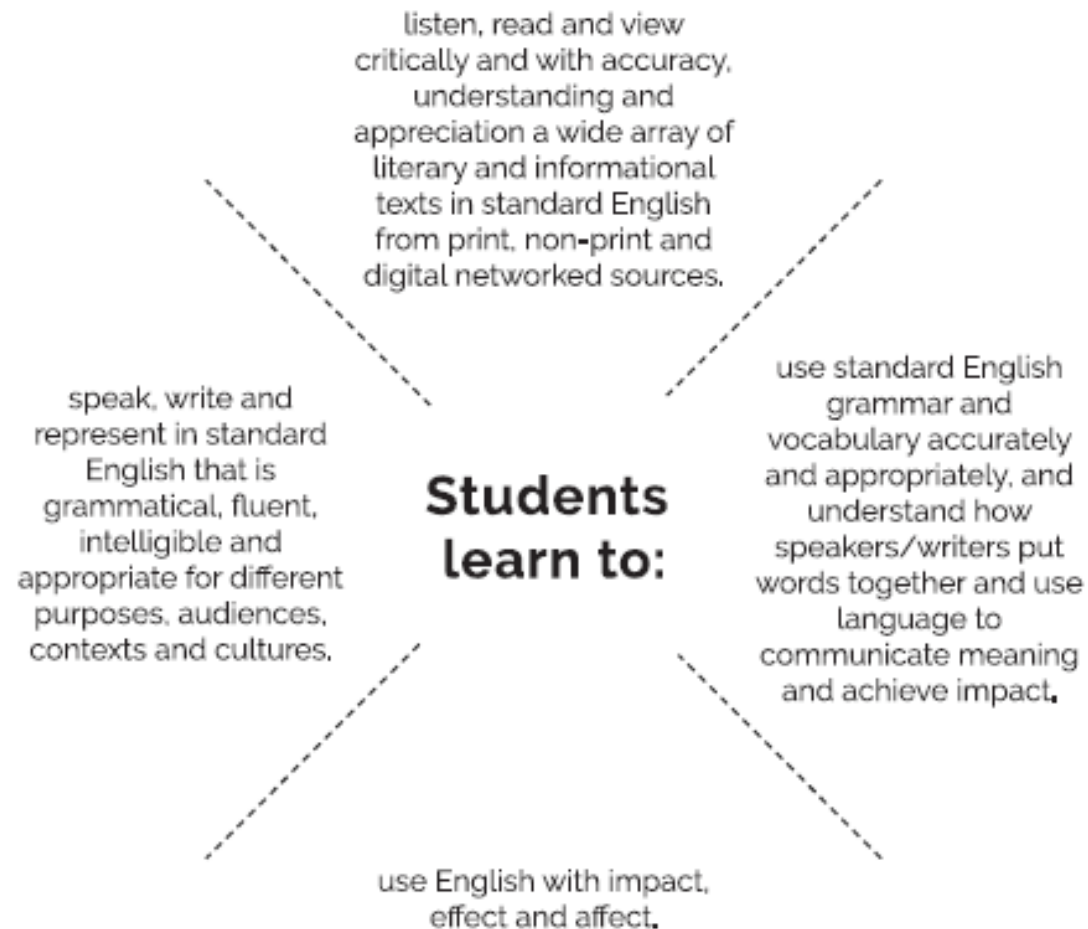 listen, read and view
critically and with accuracy,
understanding and
appreciation a wide array of
literary and informational
texts in standard English
from print, non-print and
digital networked sources.
speak, write and
represent in standard
English that is
grammatical, fluent,
intelligible and
appropriate for different
purposes, audiences,
contexts and cultures.
Students
learn to:
use standard English
grammar and
vocabulary accurately
and appropriately, and
understand how
speakers/writers put
words together and use
language to
communicate meaning
and achieve impact.
use English with impact,
effect and affect.